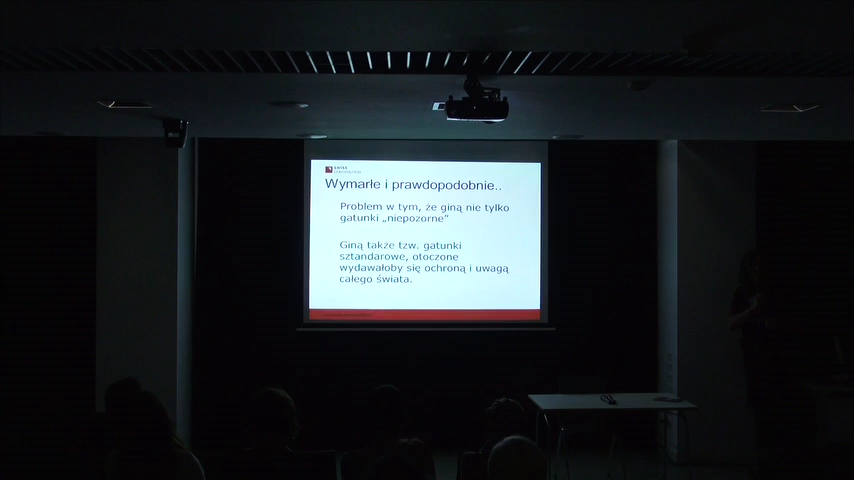 Wymarłe i prawdopodobnie..
Problem w tym, że giną nie tylko
gatunki „niepozorne”
Giną także tzw. gatunki
sztandarowe, otoczone
wydawałoby się ochroną i uwagą
całego świata.